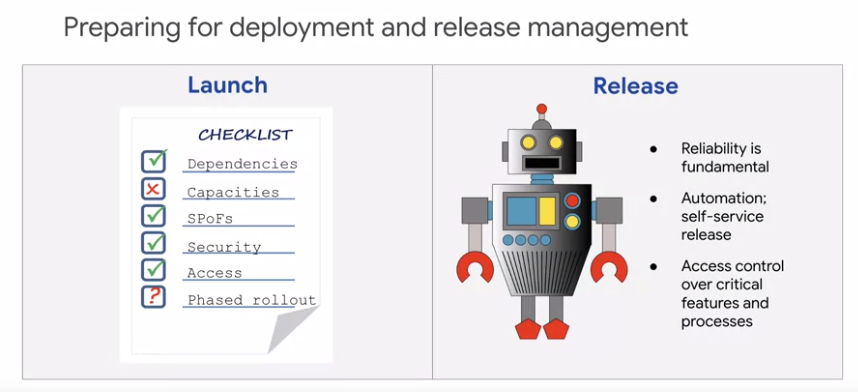 Preparing for deployment and release management
Launch
CHECKLIST
Dependencies
Capacities
SPoFs
Security
Access
? Phased rollout
Release
• Reliability is
fundamental
• Automation;
self-service
release
• Access control
over critical
features and
processes